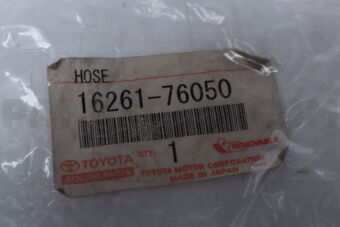 HOSE
16261-76050
TOYOTA
GENUINE PARTS
QTY
1
REMOVABLE
TOYOTA MOTOR CORPORATION
MADE IN JAPAN